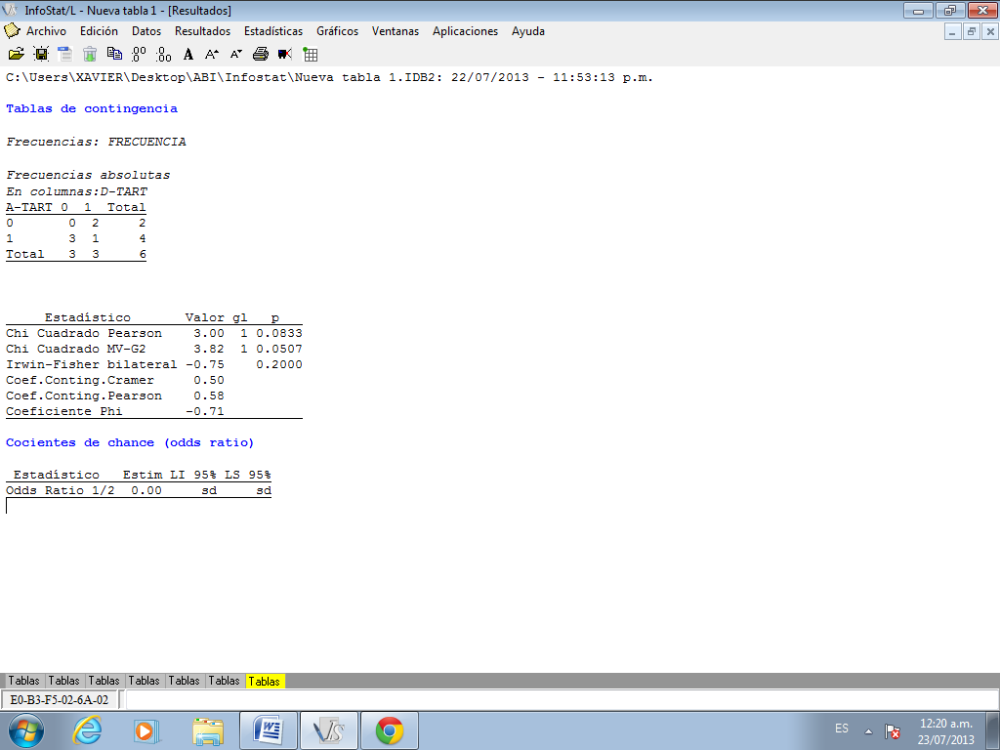 InfoStat/L - Nueva tabla 1 - [Resultados]
Archivo Edición Datos Resultados Estadísticas Gráficos Ventanas Aplicaciones Ayuda
C:\Users\XAVIER\Desktop\ABI\Infostat\Nueva tabla 1.IDB2: 22/07/2013 - 11:53:13 p.m.
Tablas de contingencia
Frecuencias: FRECUENCIA
Frecuencias absolutas
En columnas:D-TART
A-TART 0 1 Total
0 0 2 2
1 3 1 4
Total 3 3 6
Estadístico Valor gl p
Chi Cuadrado Pearson 3.00 1 0.0833
Chi Cuadrado MV-G2 3.82 1 0.0507
Irwin-Fisher bilateral -0.75 0.2000
Coef.Conting.Cramer 0.50
Coef.Conting.Pearson 0.58
Coeficiente Phi -0.71
Cocientes de chance (odds ratio)
Estadístico Estim LI 95% LS 95%
Odds Ratio 1/2 0.00 sd sd
Tablas Tablas Tablas Tablas Tablas Tablas Tablas
E0-B3-F5-02-6A-02
ES 12:20 a.m.
23/07/2013